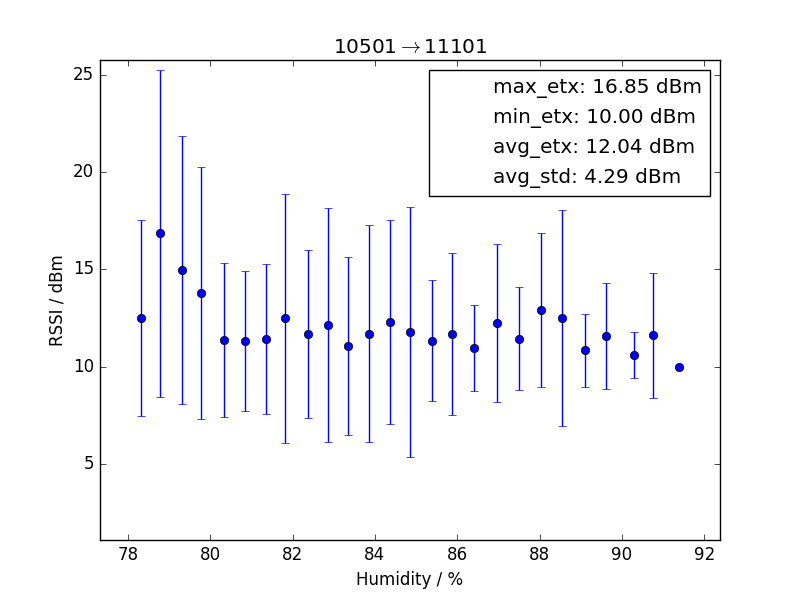 10501→11101
max_etx: 16.85 dBm
min_etx: 10.00 dBm
avg_etx: 12.04 dBm
avg_std: 4.29 dBm
25
20
15
10
5
RSSI / dBm
78 80 82 84 86 88 90 92
Humidity / %